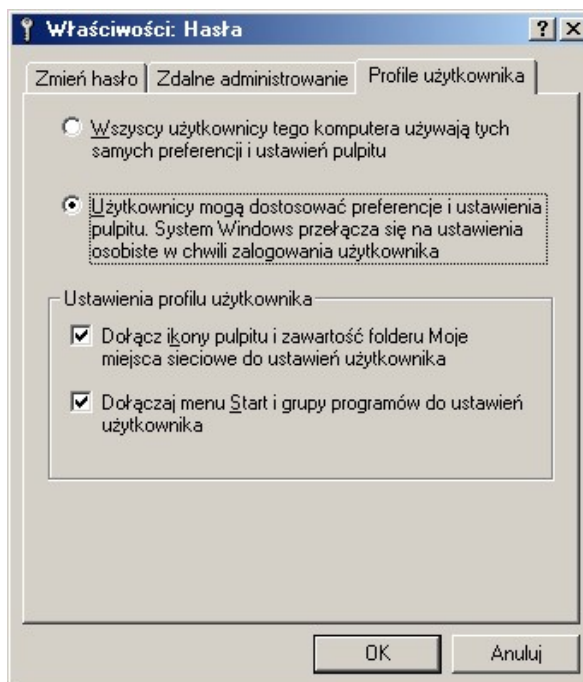 Właściwości: Hasła
Zmień hasło
Zdalne administrowanie
Profile użytkownika
Wszyscy użytkownicy tego komputera używają tych
samych preferencji i ustawień pulpitu
Użytkownicy mogą dostosować preferencje i ustawienia
pulpitu. System Windows przełącza się na ustawienia
osobiste w chwili zalogowania użytkownika
Ustawienia profilu użytkownika
Dołącz ikony pulpitu i zawartość folderu Moje
miejsca sieciowe do ustawień użytkownika
Dołączaj menu Start i grupy programów do ustawień
użytkownika
OK
Anuluj